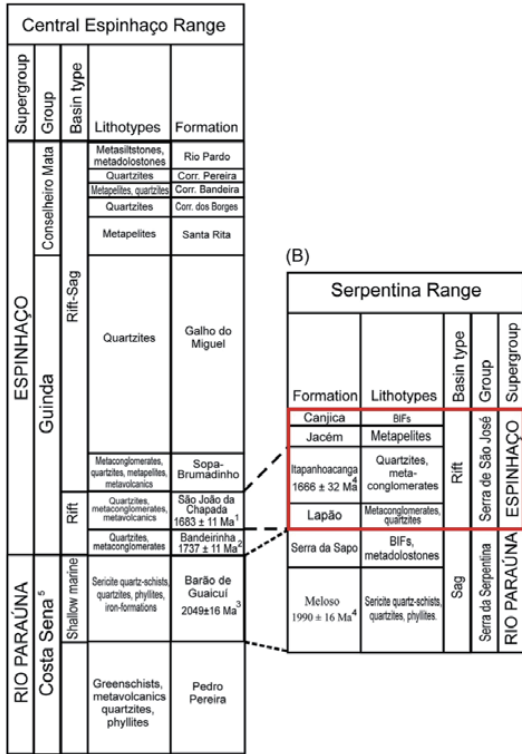 Central Espinhaço Range
Supergroup
Group
Basin type
Lithotypes
Formation
ESPINHAÇO
Conselheiro Mata
Rift-Sag
Metasiltstones,
metadolostones
Rio Pardo
Quartzites
Corr. Pereira
Metapelites, quartzites
Corr. Bandeira
Quartzites
Corr. dos Borges
Metapelites
Santa Rita
Guinda
Quartzites
Galho do
Miguel
Metaconglomerates,
quartzites, metapelites,
metavolcanics
Sopa-
Brumadinho
Rift
Quartzites,
metaconglomerates,
metavolcanics
São João da
Chapada
1683 ± 11 Ma1
Quartzites,
metaconglomerates
Bandeirinha
1737 ± 11 Ma2
RIO PARAÚNA
Costa Sena5
Shallow marine
Sericite quartz-schists,
quartzites, phyllites,
iron-formations
Barão de
Guaicuí
2049±16 Ma3
Greenschists,
metavolcanics
quartzites,
phyllites
Pedro
Pereira
(B)
Serpentina Range
Formation
Lithotypes
Basin type
Group
Supergroup
Canjica
BIFs
Jacém
Metapelites
Itapanhoacanga
1666 ± 32 Ma4
Quartzites,
meta-
conglomerates
Lapão
Metaconglomerates,
quartzites
Rift
Serra de São José
ESPINHAÇO
Serra da Sapo
BIFs,
metadolostones
Meloso
1990 ± 16 Ma4
Sericite quartz-schists,
quartzites, phyllites.
Sag
Serra da Serpentina
RIO PARAÚNA